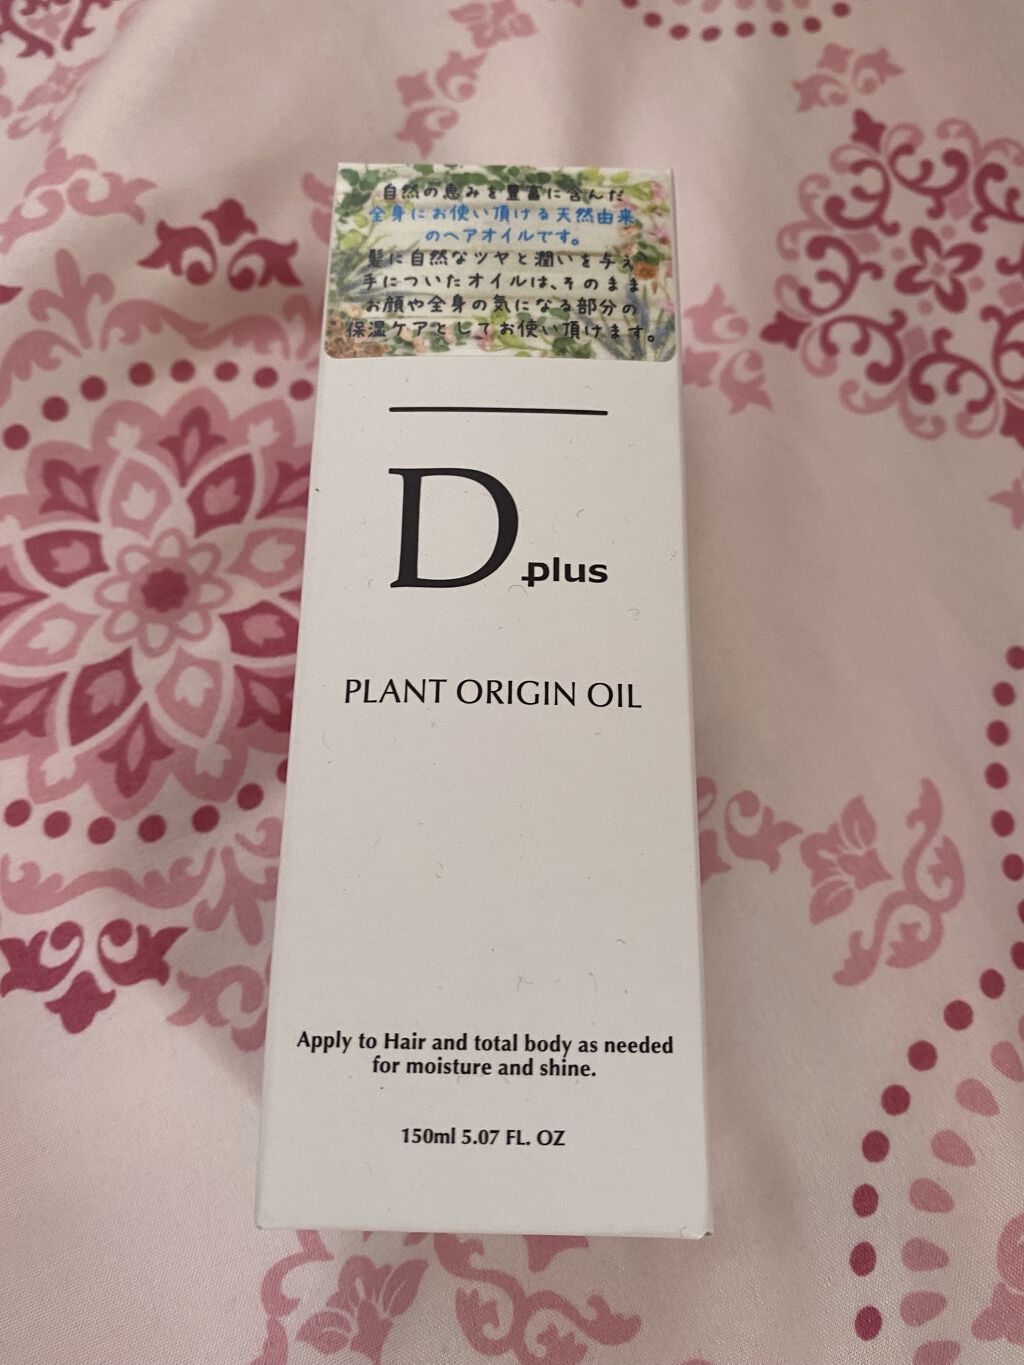 自然の恵みを豊富に含んだ
全身にお使い頂ける天然由来
のヘアオイルです。
髪に自然なツヤと潤いを与え
手についたオイルは、そのまま
お顔や全身の気になる部分の
保湿ケアとしてお使い頂けます。
D plus
PLANT ORIGIN OIL
Apply to Hair and total body as needed
for moisture and shine.
150ml 5.07 FL. OZ